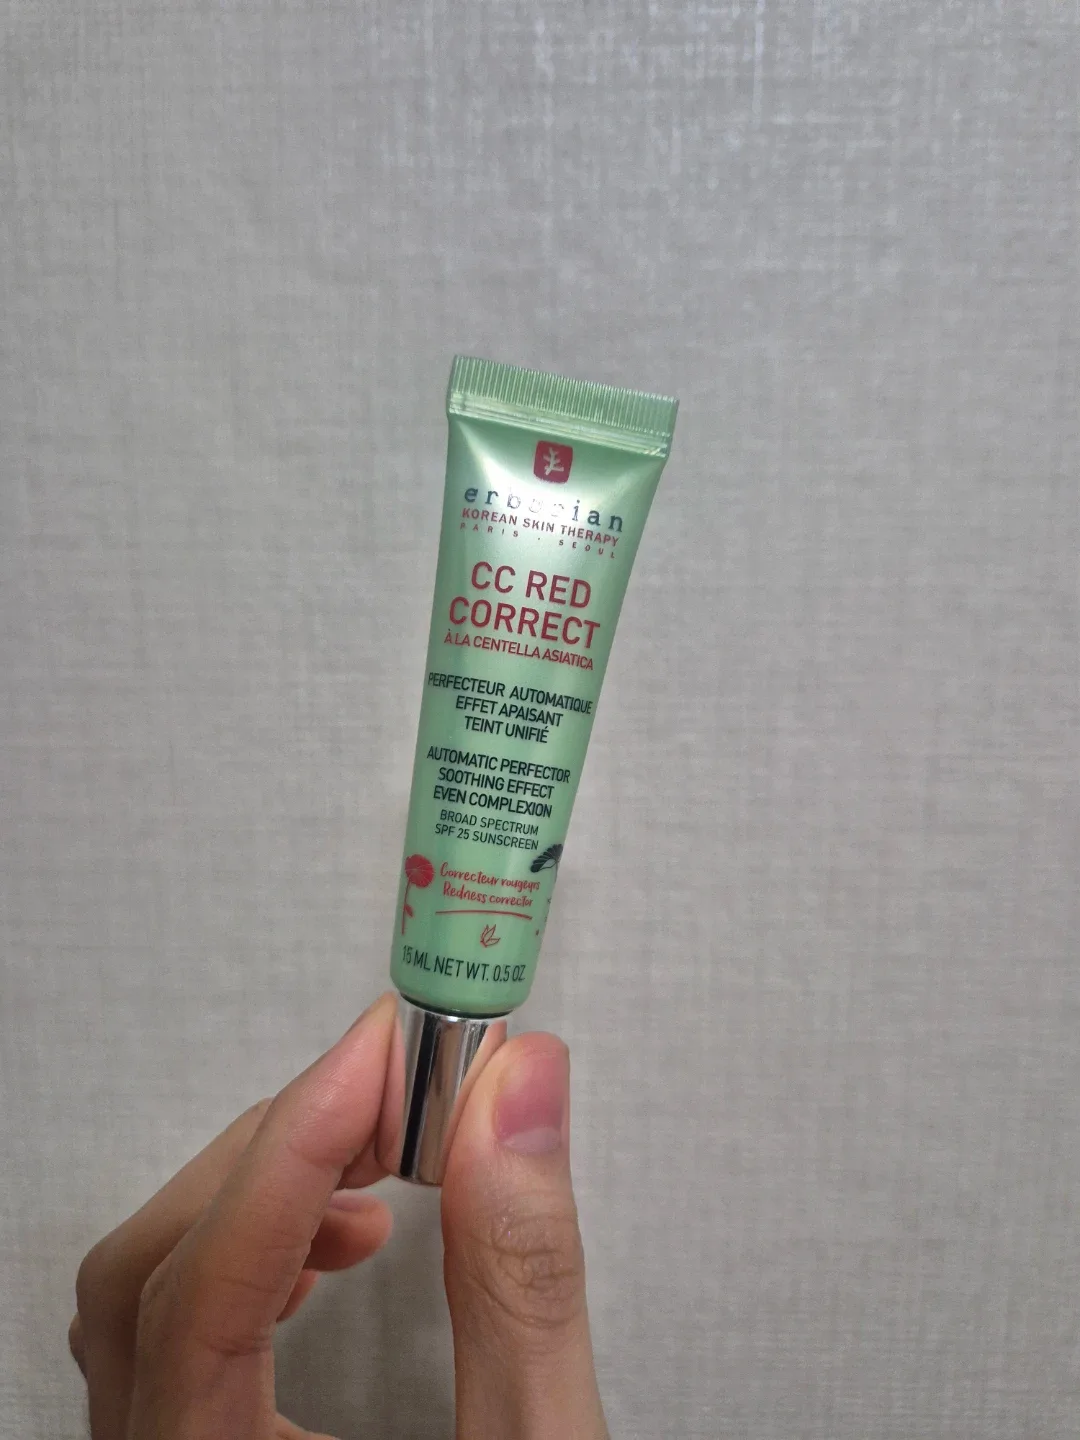 erborian
KOREAN SKIN THERAPY
PARIS · SEOUL
CC RED
CORRECT
À LA CENTELLA ASIATICA
PERFECTEUR AUTOMATIQUE
EFFET APAISANT
TEINT UNIFIÉ
AUTOMATIC PERFECTOR
SOOTHING EFFECT
EVEN COMPLEXION
BROAD SPECTRUM
SPF 25 SUNSCREEN
Correcteur rougeurs
Redness corrector
15 ML NET WT. 0.5 OZ